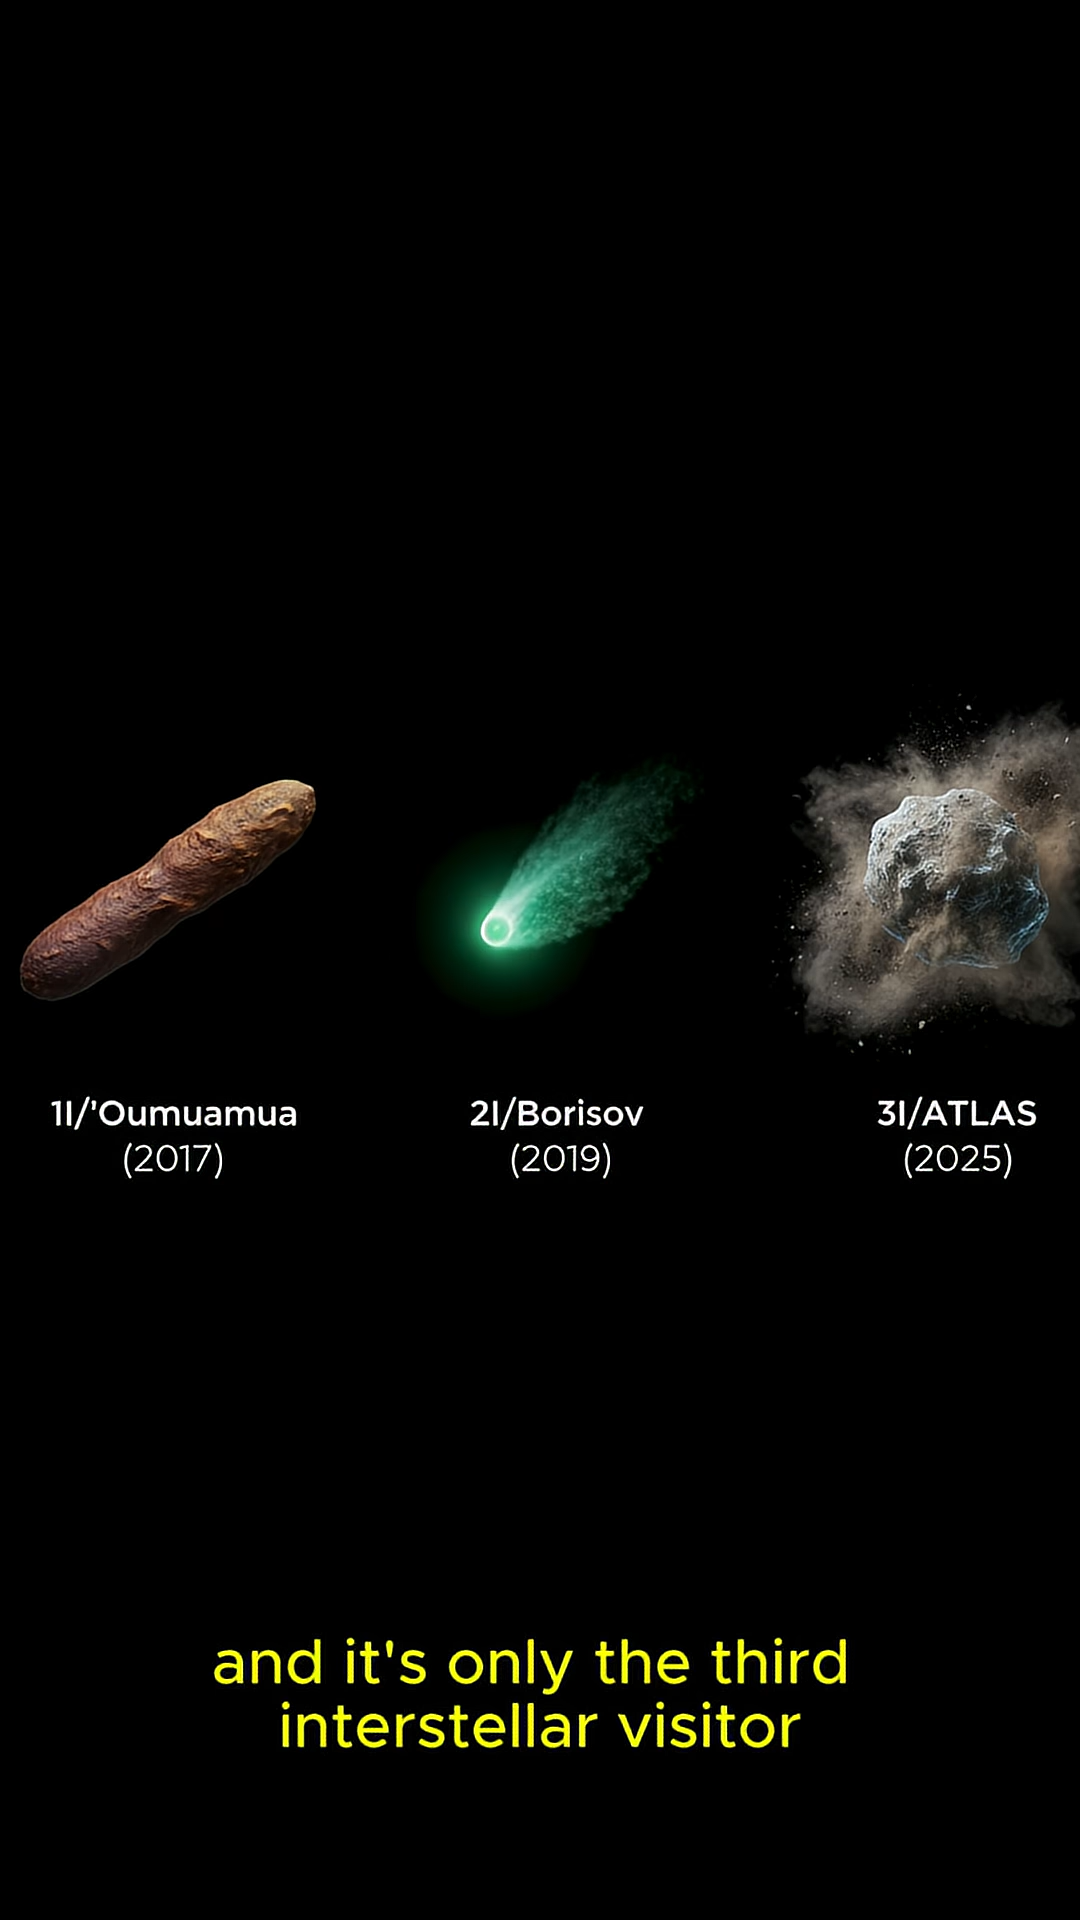 1I/'Oumuamua
(2017)
2I/Borisov
(2019)
3I/ATLAS
(2025)
and it's only the third
interstellar visitor